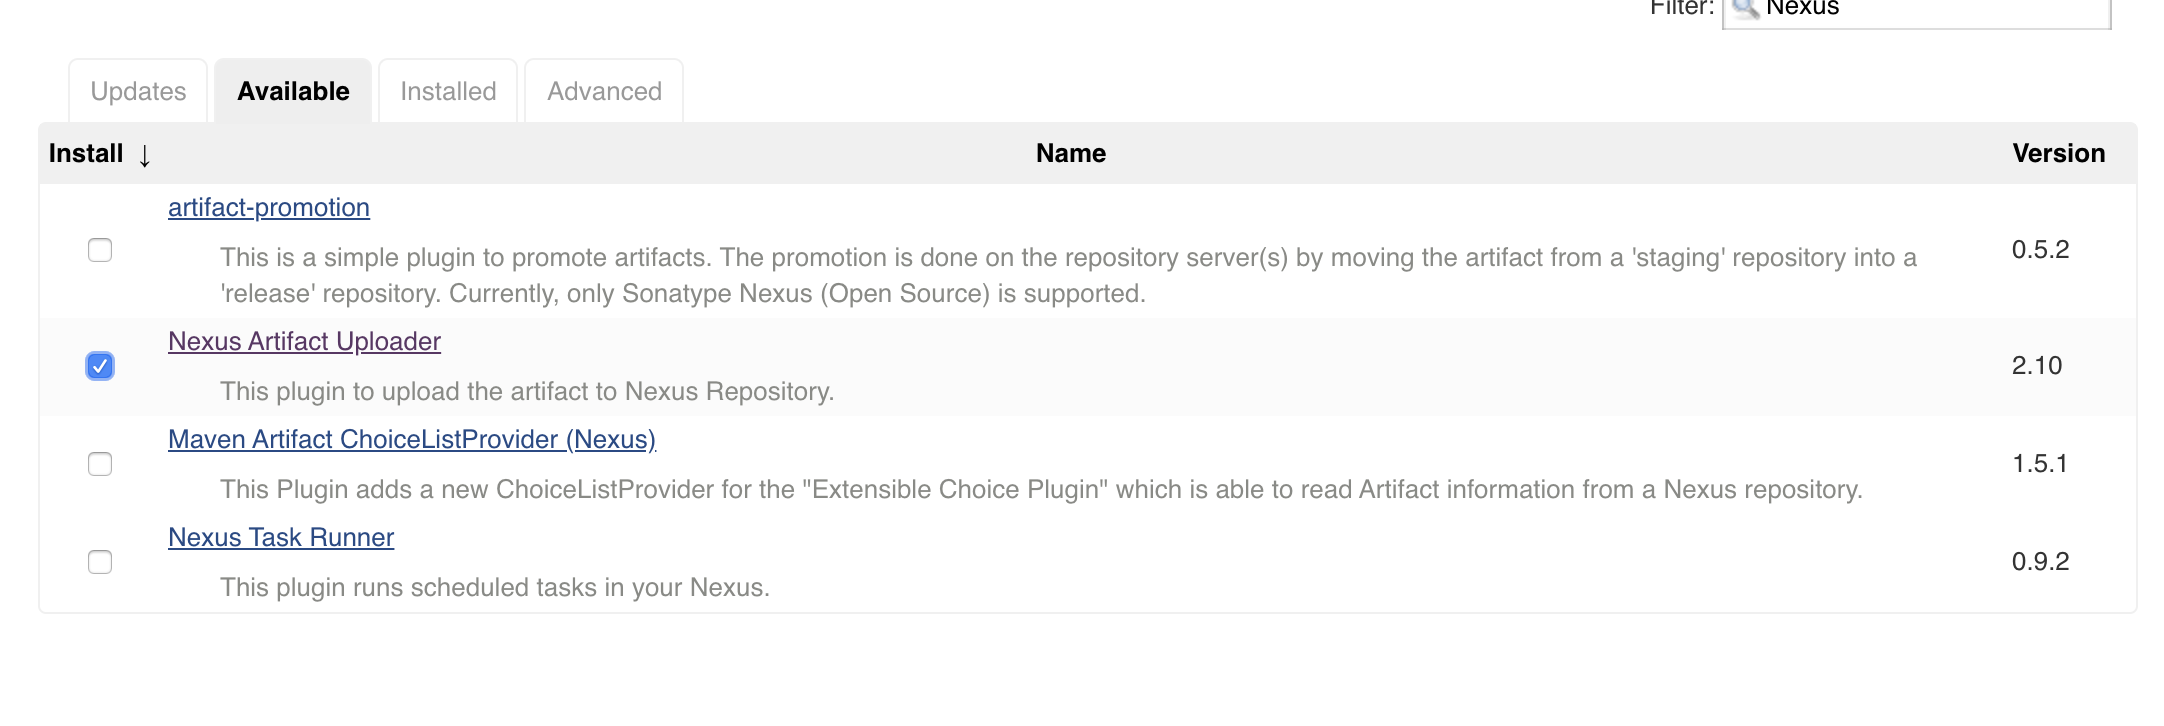 Filter: Nexus
Updates Available Installed Advanced
Install ↓ Name Version
artifact-promotion
This is a simple plugin to promote artifacts. The promotion is done on the repository server(s) by moving the artifact from a 'staging' repository into a
'release' repository. Currently, only Sonatype Nexus (Open Source) is supported.
0.5.2
Nexus Artifact Uploader
This plugin to upload the artifact to Nexus Repository.
2.10
Maven Artifact ChoiceListProvider (Nexus)
This Plugin adds a new ChoiceListProvider for the "Extensible Choice Plugin" which is able to read Artifact information from a Nexus repository.
1.5.1
Nexus Task Runner
This plugin runs scheduled tasks in your Nexus.
0.9.2